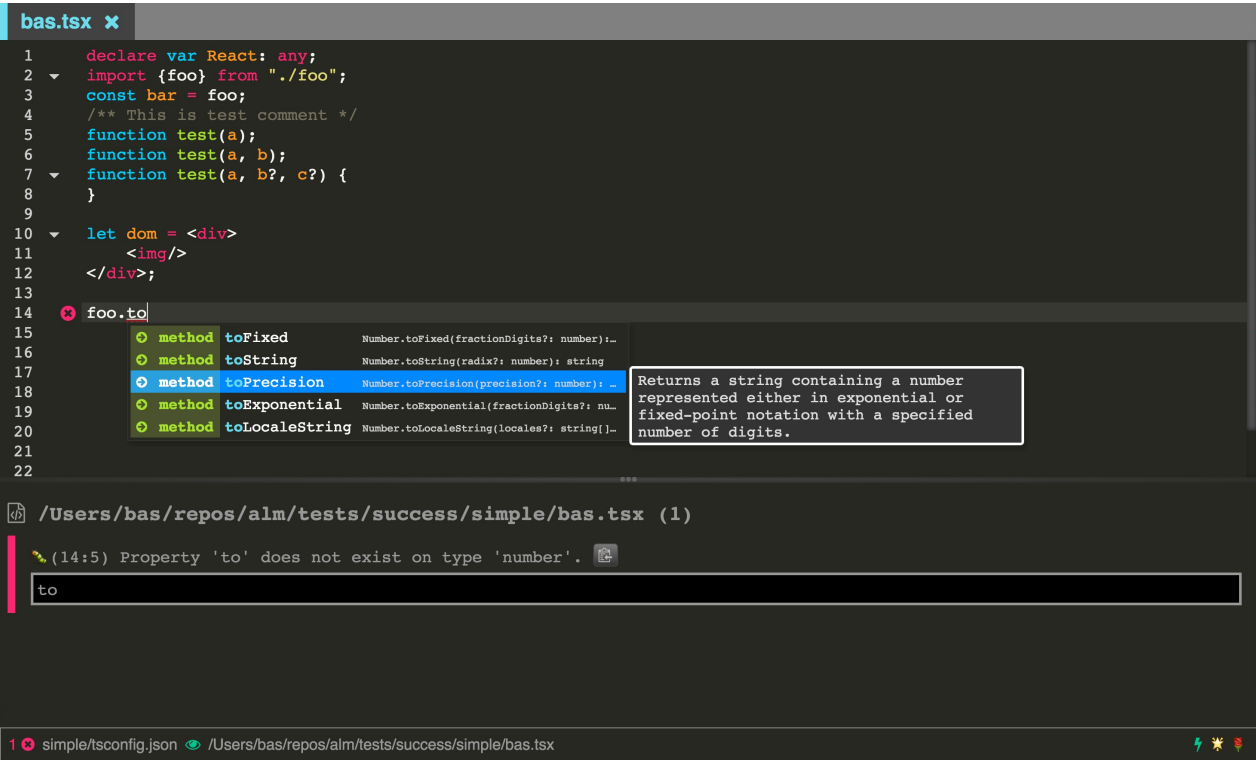 bas.tsx ✖
1 declare var React: any;
2 import {foo} from "./foo";
3 const bar = foo;
4 /** This is test comment */
5 function test(a);
6 function test(a, b);
7 function test(a, b?, c?) {
8 }
9
10 let dom = <div>
11     <img/>
12 </div>;
13
14 foo.to
15 method toFixed Number.toFixed(fractionDigits?: number):…
16 method toString Number.toString(radix?: number): string
17 method toPrecision Number.toPrecision(precision?: number): …
18 method toExponential Number.toExponential(fractionDigits?: nu…
19 method toLocaleString Number.toLocaleString(locales?: string[]…
20
21
22
Returns a string containing a number
represented either in exponential or
fixed-point notation with a specified
number of digits.
/Users/bas/repos/alm/tests/success/simple/bas.tsx (1)
(14:5) Property 'to' does not exist on type 'number'.
to
1 simple/tsconfig.json /Users/bas/repos/alm/tests/success/simple/bas.tsx